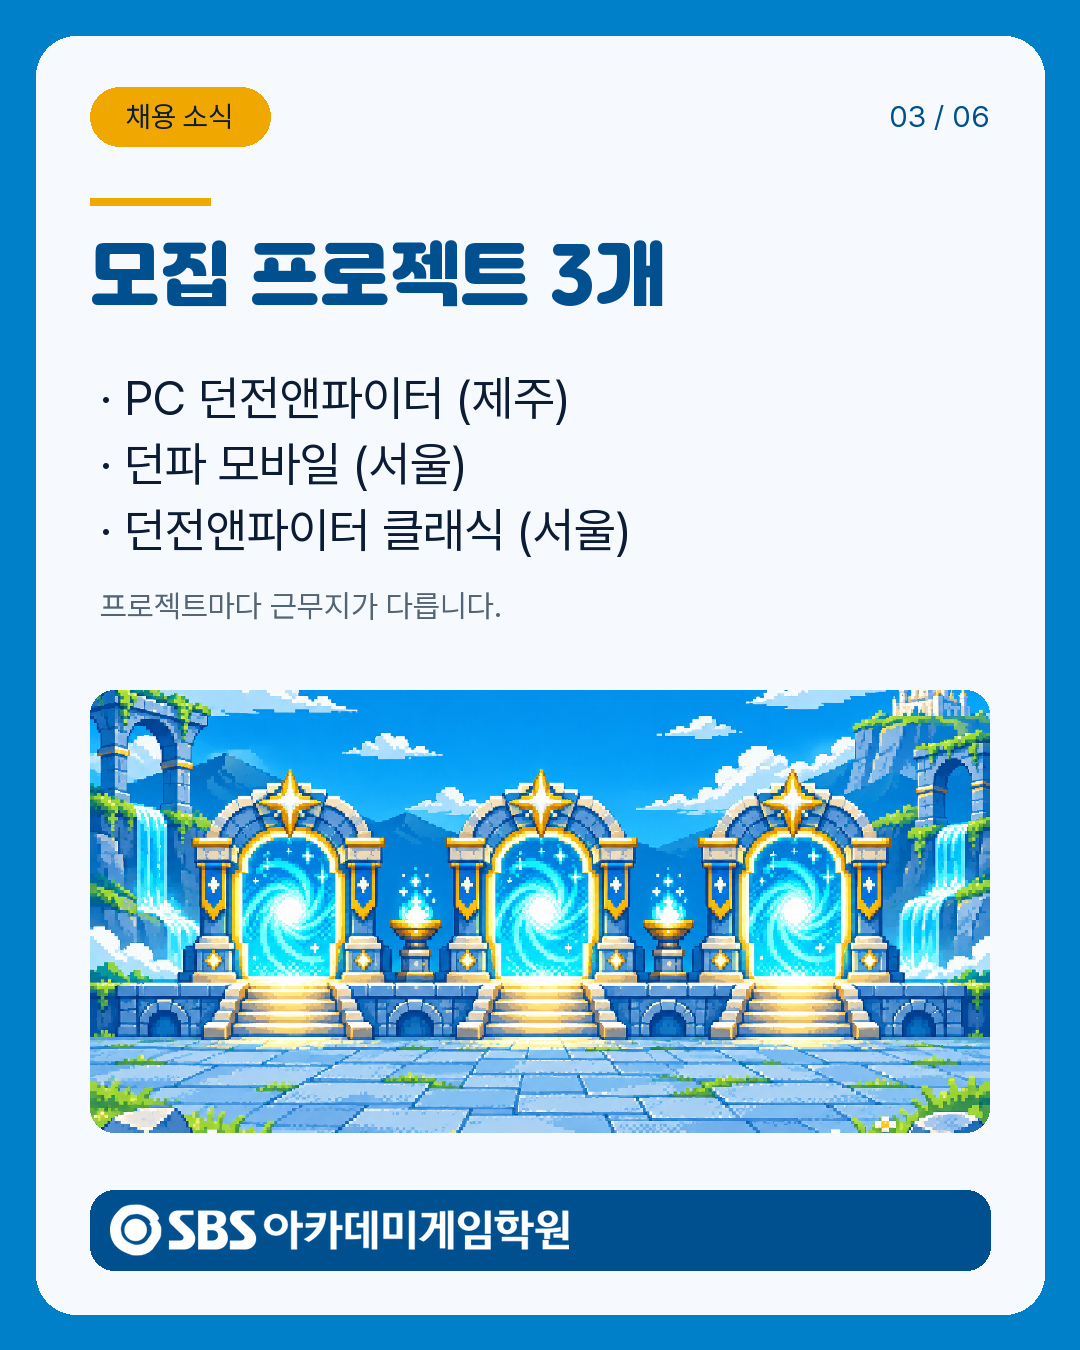 채용 소식
03 / 06
모집 프로젝트 3개
· PC 던전앤파이터 (제주)
· 던파 모바일 (서울)
· 던전앤파이터 클래식 (서울)
프로젝트마다 근무지가 다릅니다.
SBS 아카데미게임학원